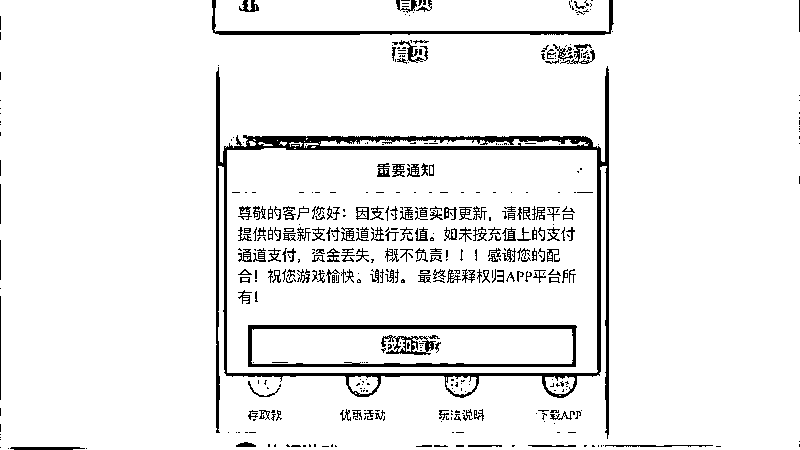 首页
首页
重要通知
尊敬的客户您好：因支付通道实时更新，请根据平台
提供的最新支付通道进行充值。如未按充值上的支付
通道支付，资金丢失，概不负责！！！感谢您的配
合！祝您游戏愉快。谢谢。最终解释权归APP平台所
有！
我知道了
存取款
优惠活动
玩法说明
下载APP